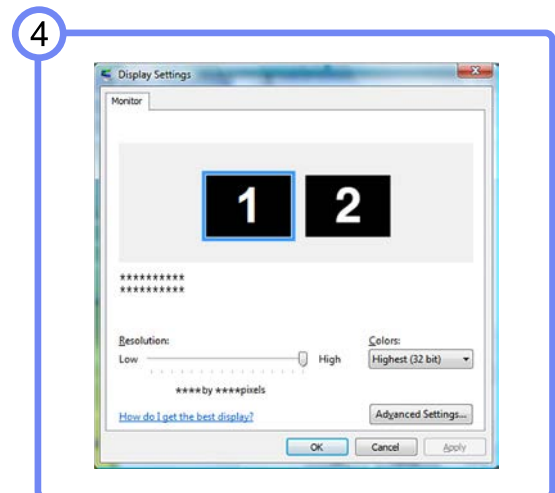 4
Display Settings
Monitor
1 2
**********
**********
Resolution: Colors:
Low High Highest (32 bit)
****by ****pixels
How do I get the best display? Advanced Settings...
OK Cancel Apply